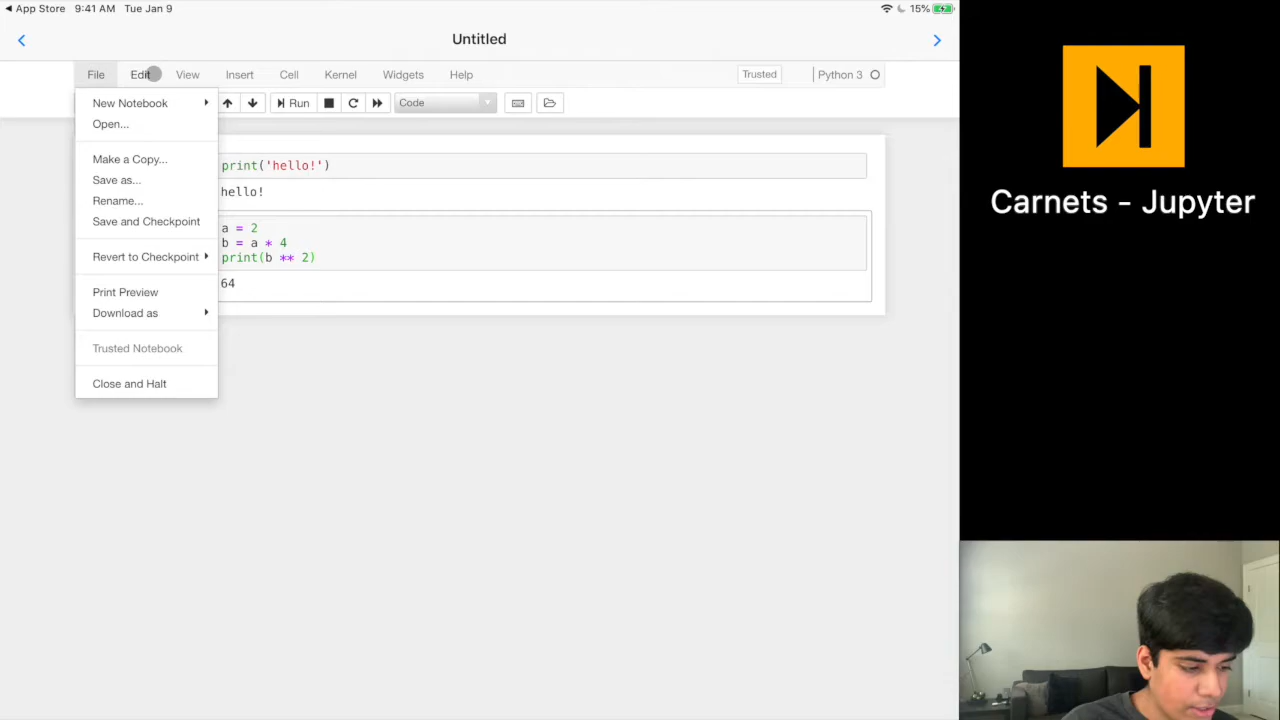 App Store 9:41 AM Tue Jan 9 15%
Untitled
File Edit View Insert Cell Kernel Widgets Help Trusted Python 3
Run Code
New Notebook
Open...
Make a Copy...
Save as...
Rename...
Save and Checkpoint
Revert to Checkpoint
Print Preview
Download as
Trusted Notebook
Close and Halt
print('hello!')
hello!
a = 2
b = a * 4
print(b ** 2)
64
Carnets - Jupyter